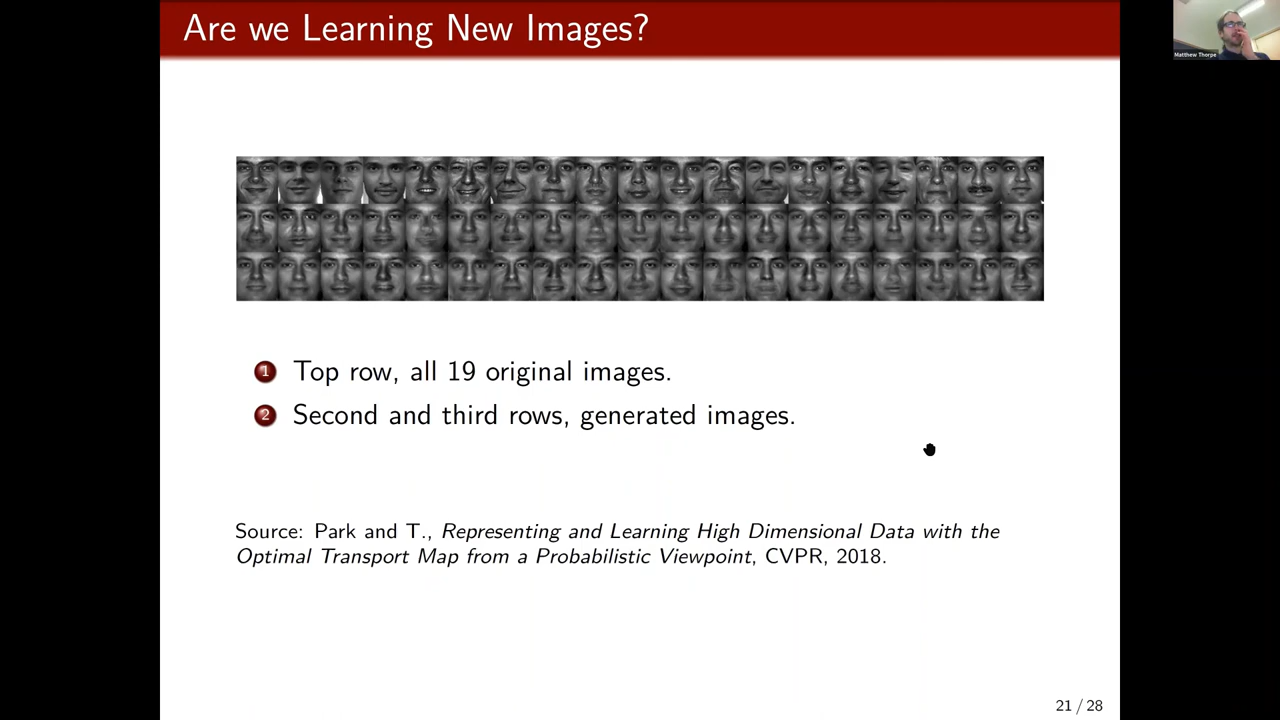 Are we Learning New Images?
Matthew Thorpe
1 Top row, all 19 original images.
2 Second and third rows, generated images.
Source: Park and T., Representing and Learning High Dimensional Data with the
Optimal Transport Map from a Probabilistic Viewpoint, CVPR, 2018.
21 / 28